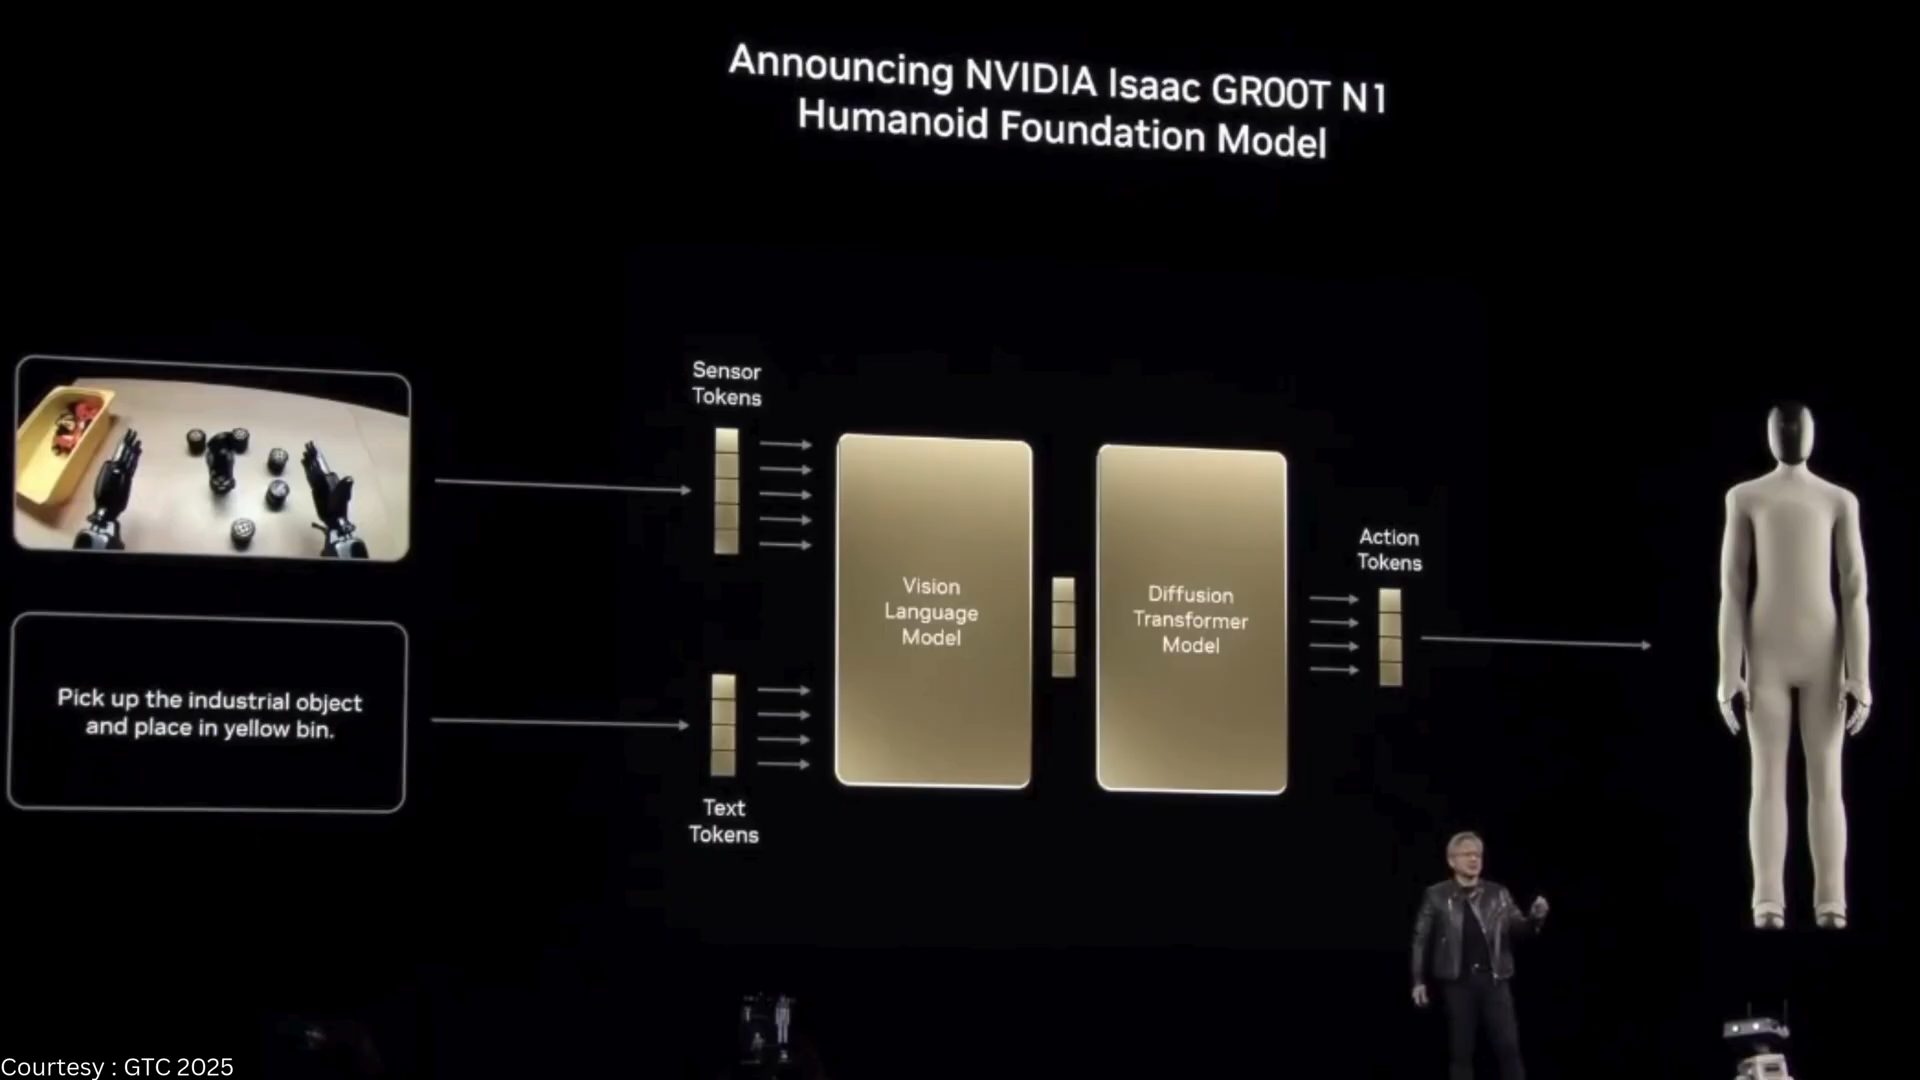 Announcing NVIDIA Isaac GR00T N1
Humanoid Foundation Model
Sensor
Tokens
Pick up the industrial object
and place in yellow bin.
Text
Tokens
Vision
Language
Model
Diffusion
Transformer
Model
Action
Tokens
Courtesy : GTC 2025